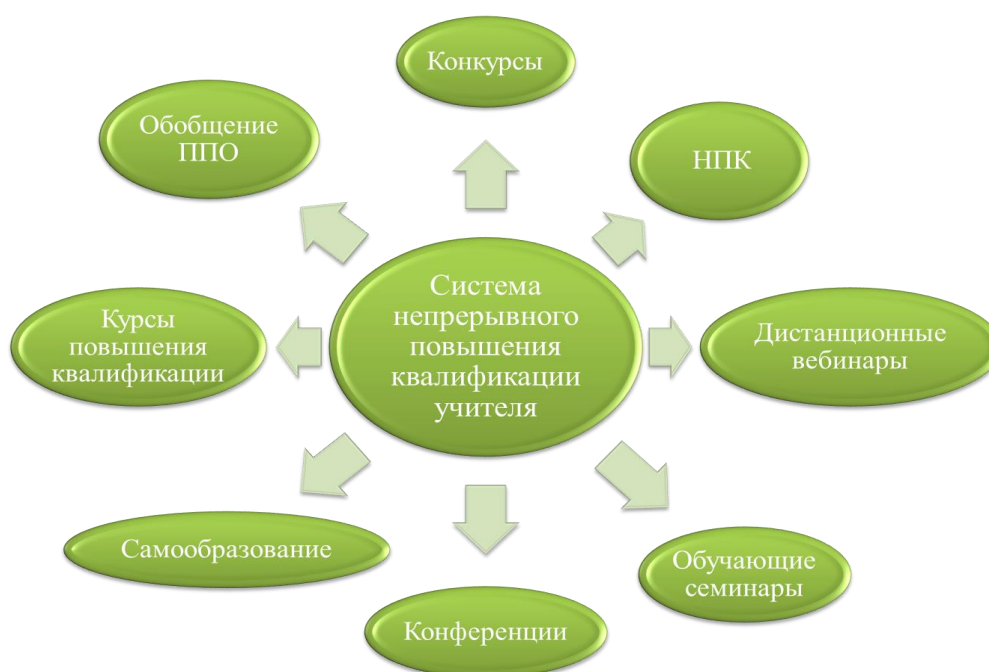 Конкурсы
Обобщение
ППО
НПК
Система
непрерывного
повышения
квалификации
учителя
Курсы
повышения
квалификации
Дистанционные
вебинары
Самообразование
Обучающие
семинары
Конференции